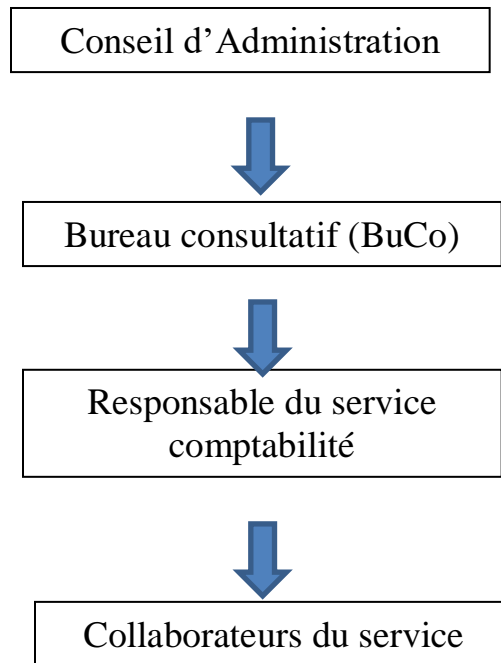 Conseil d’Administration
Bureau consultatif (BuCo)
Responsable du service
comptabilité
Collaborateurs du service